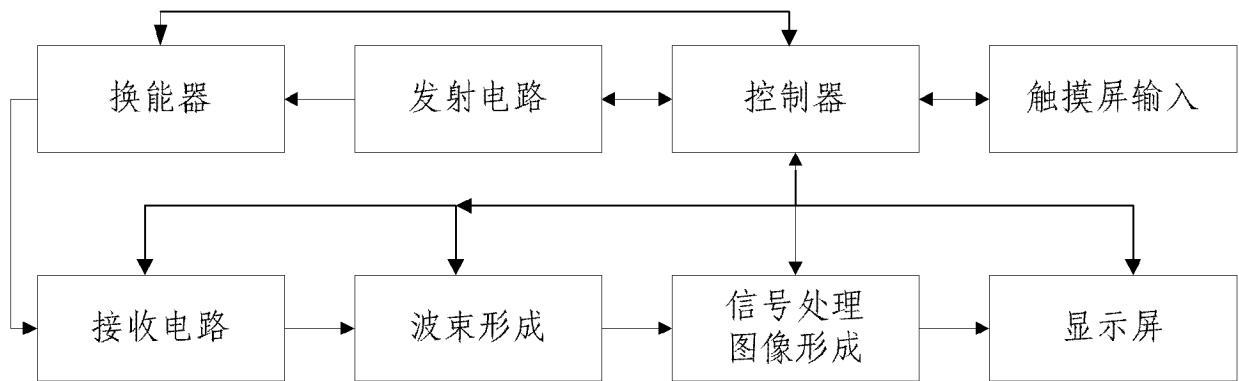 换能器
发射电路
控制器
触摸屏输入
接收电路
波束形成
信号处理
图像形成
显示屏